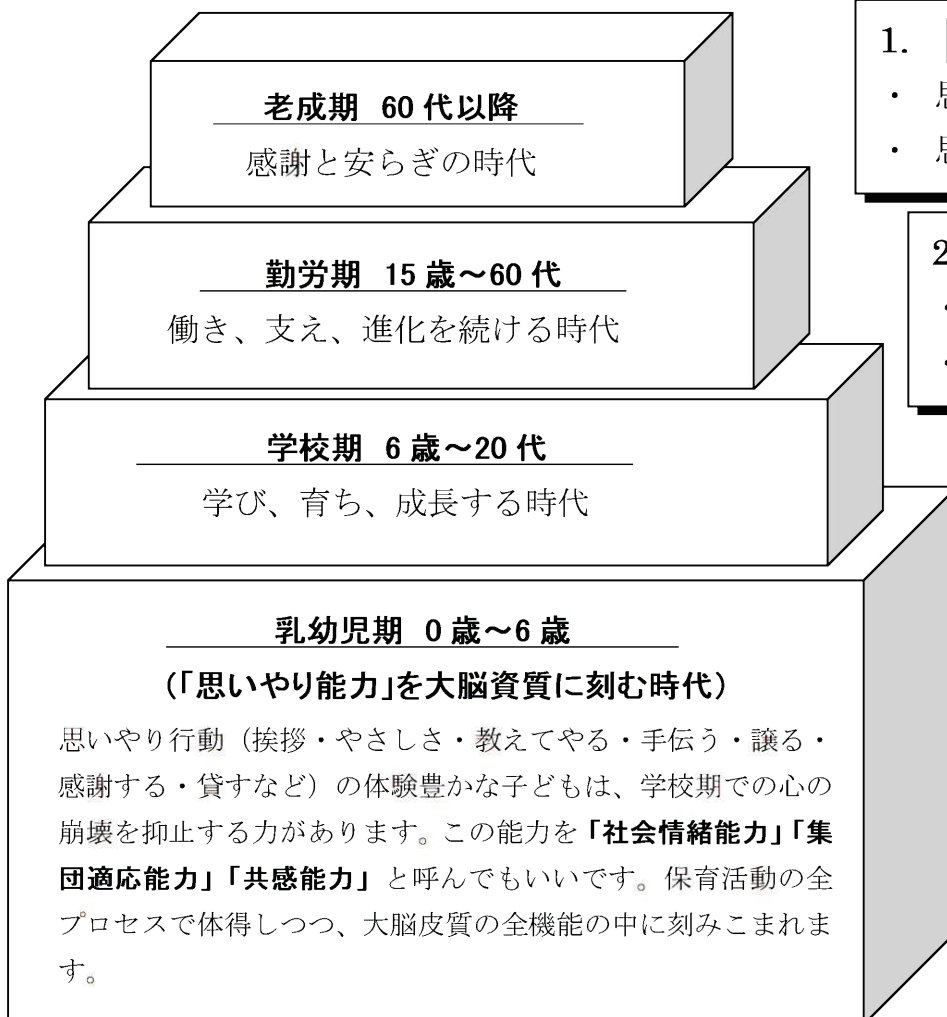 老成期 60代以降
感謝と安らぎの時代
勤労期 15歳～60代
働き、支え、進化を続ける時代
学校期 6歳～20代
学び、育ち、成長する時代
乳幼児期 0歳～6歳
(「思いやり能力」を大脳資質に刻む時代)
思いやり行動（挨拶・やさしさ・教えてやる・手伝う・譲る・
感謝する・貸すなど）の体験豊かな子どもは、学校期での心の
崩壊を抑止する力があります。この能力を「社会情緒能力」「集
団適応能力」「共感能力」と呼んでもいいです。保育活動の全
プロセスで体得しつつ、大脳皮質の全機能の中に刻みこまれま
す。
1.
・ 思
・ 思
2